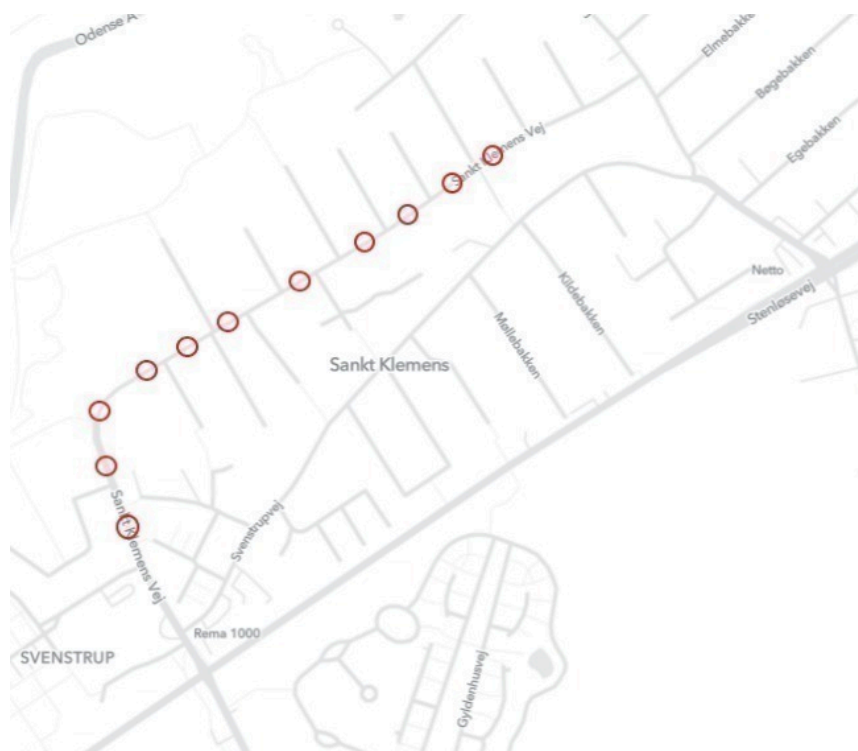 Odense A
Elmebakken
Bøgebakken
Egebakken
Sankt Klemens Vej
Netto
Stenløsevej
Kildebakken
Møllebakken
Sankt Klemens
Sankt Klemens Vej
Svenstrupvej
Rema 1000
SVENSTRUP
Gyldenhusvej